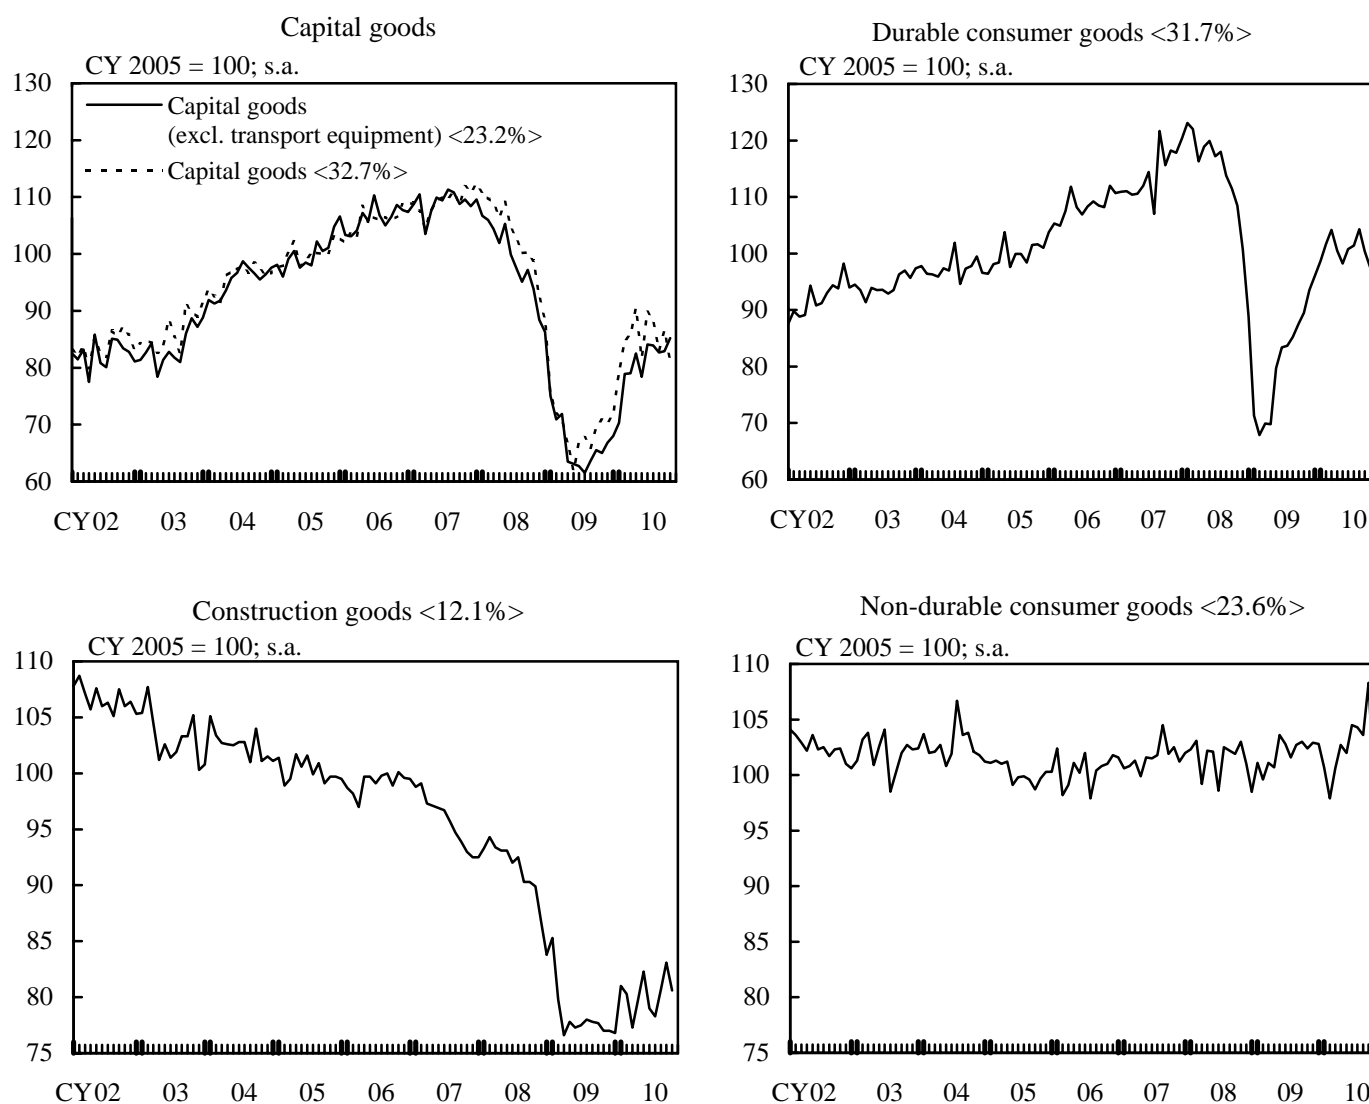 Capital goods
CY 2005 = 100; s.a.
130
120
110
100
90
80
70
60
Capital goods
(excl. transport equipment) <23.2%>
Capital goods <32.7%>
CY02 03 04 05 06 07 08 09 10
Durable consumer goods <31.7%>
CY 2005 = 100; s.a.
130
120
110
100
90
80
70
60
CY02 03 04 05 06 07 08 09 10
Construction goods <12.1%>
CY 2005 = 100; s.a.
110
105
100
95
90
85
80
75
CY02 03 04 05 06 07 08 09 10
Non-durable consumer goods <23.6%>
CY 2005 = 100; s.a.
110
105
100
95
90
85
80
75
CY02 03 04 05 06 07 08 09 10